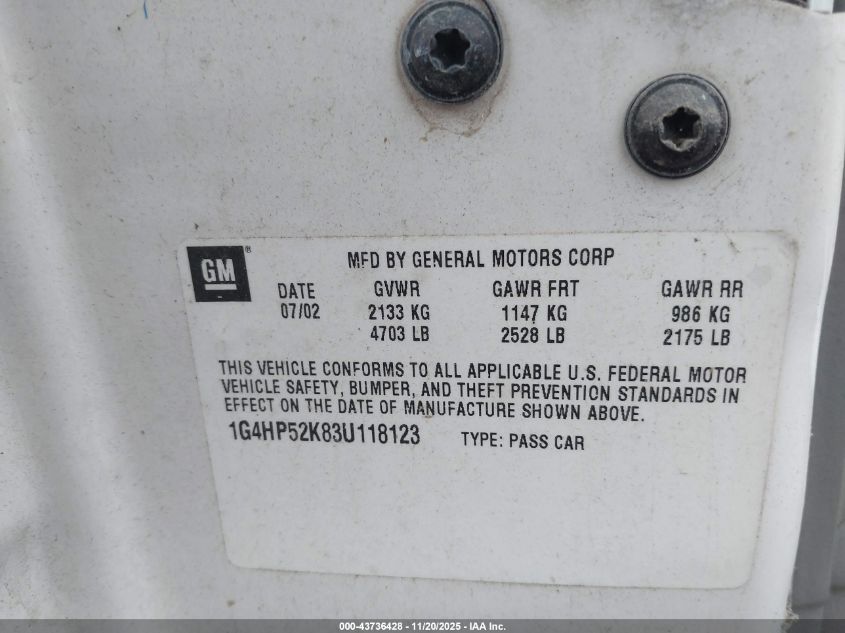 GM ®
MFD BY GENERAL MOTORS CORP
DATE GVWR GAWR FRT GAWR RR
07/02 2133 KG 1147 KG 986 KG
4703 LB 2528 LB 2175 LB
THIS VEHICLE CONFORMS TO ALL APPLICABLE U.S. FEDERAL MOTOR
VEHICLE SAFETY, BUMPER, AND THEFT PREVENTION STANDARDS IN
EFFECT ON THE DATE OF MANUFACTURE SHOWN ABOVE.
1G4HP52K83U118123 TYPE: PASS CAR
000-43736428 - 11/20/2025 - IAA Inc.